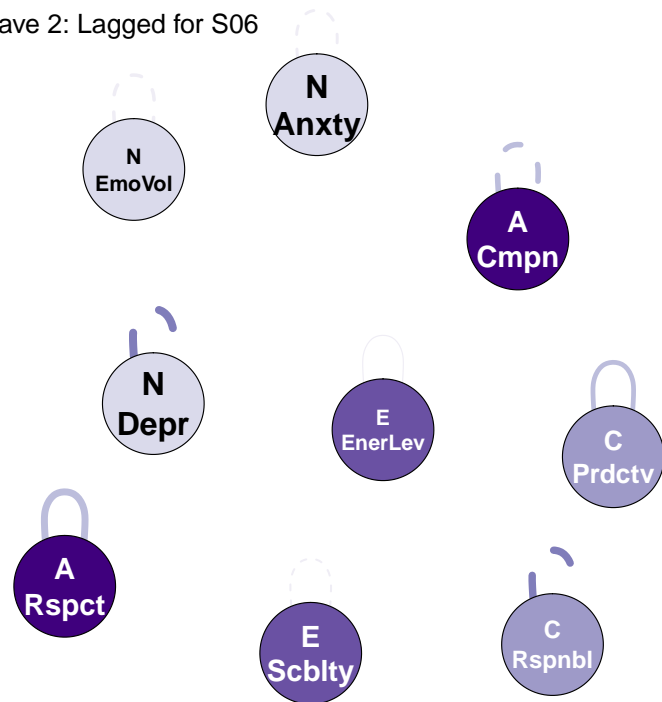 ave 2: Lagged for S06
N
Anxty
N
EmoVol
A
Cmpn
N
Depr
E
EnerLev
C
Prdctv
A
Rspct
E
Scblty
C
Rspnbl